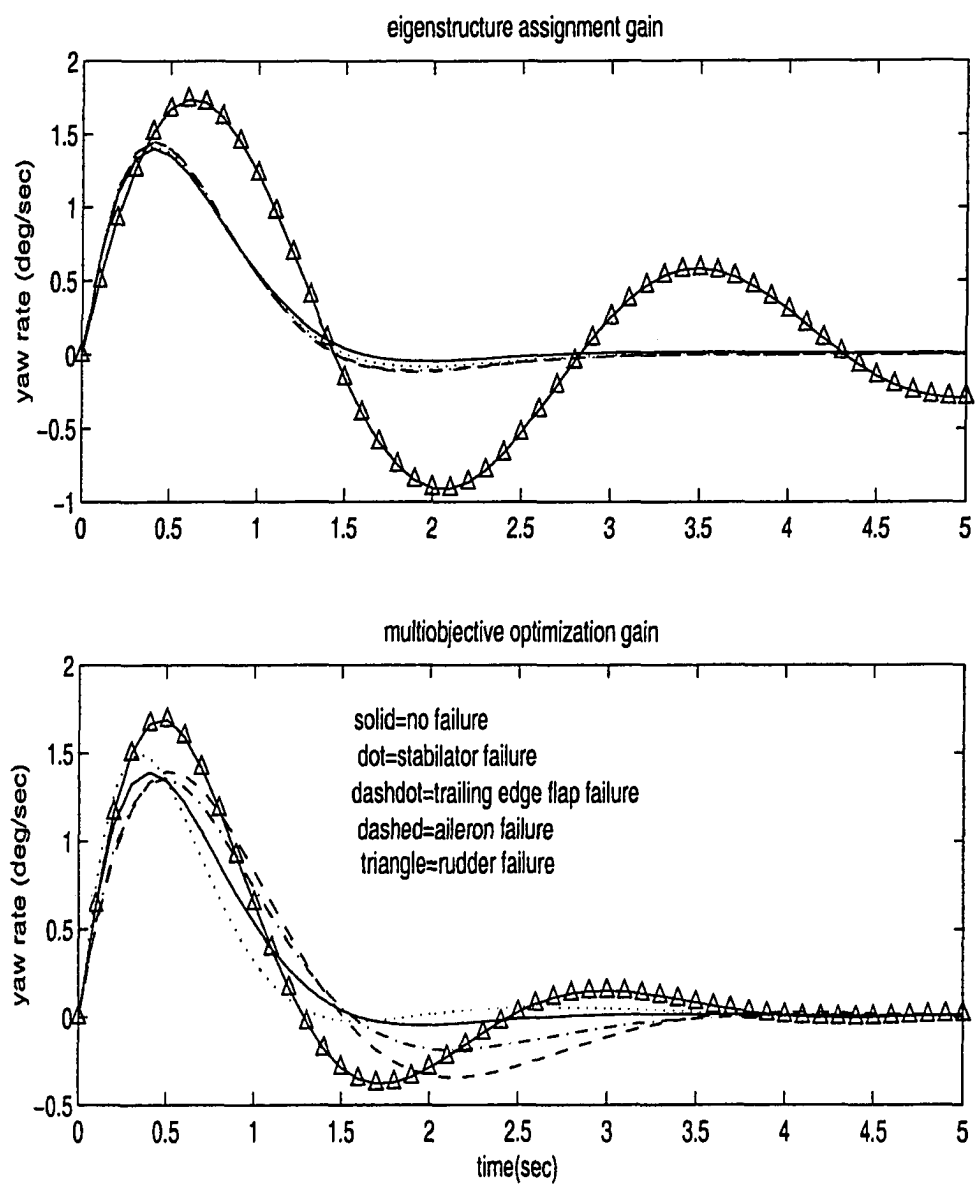 eigenstructure assignment gain
2
1.5
1
0.5
0
−0.5
−1
yaw rate (deg/sec)
0 0.5 1 1.5 2 2.5 3 3.5 4 4.5 5
multiobjective optimization gain
2
1.5
1
0.5
0
−0.5
yaw rate (deg/sec)
solid=no failure
dot=stabilator failure
dashdot=trailing edge flap failure
dashed=aileron failure
triangle=rudder failure
0 0.5 1 1.5 2 2.5 3 3.5 4 4.5 5
time(sec)